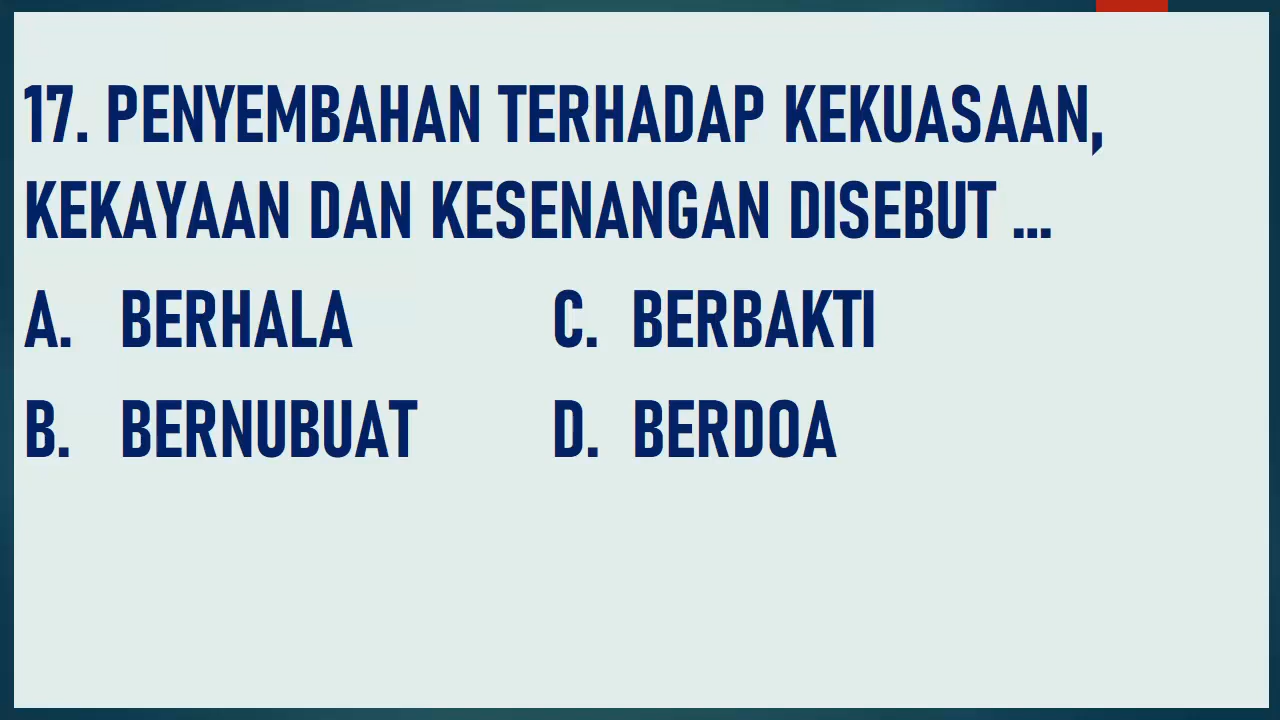 17. PENYEMBAHAN TERHADAP KEKUASAAN,
KEKAYAAN DAN KESENANGAN DISEBUT ...
A. BERHALA C. BERBAKTI
B. BERNUBUAT D. BERDOA